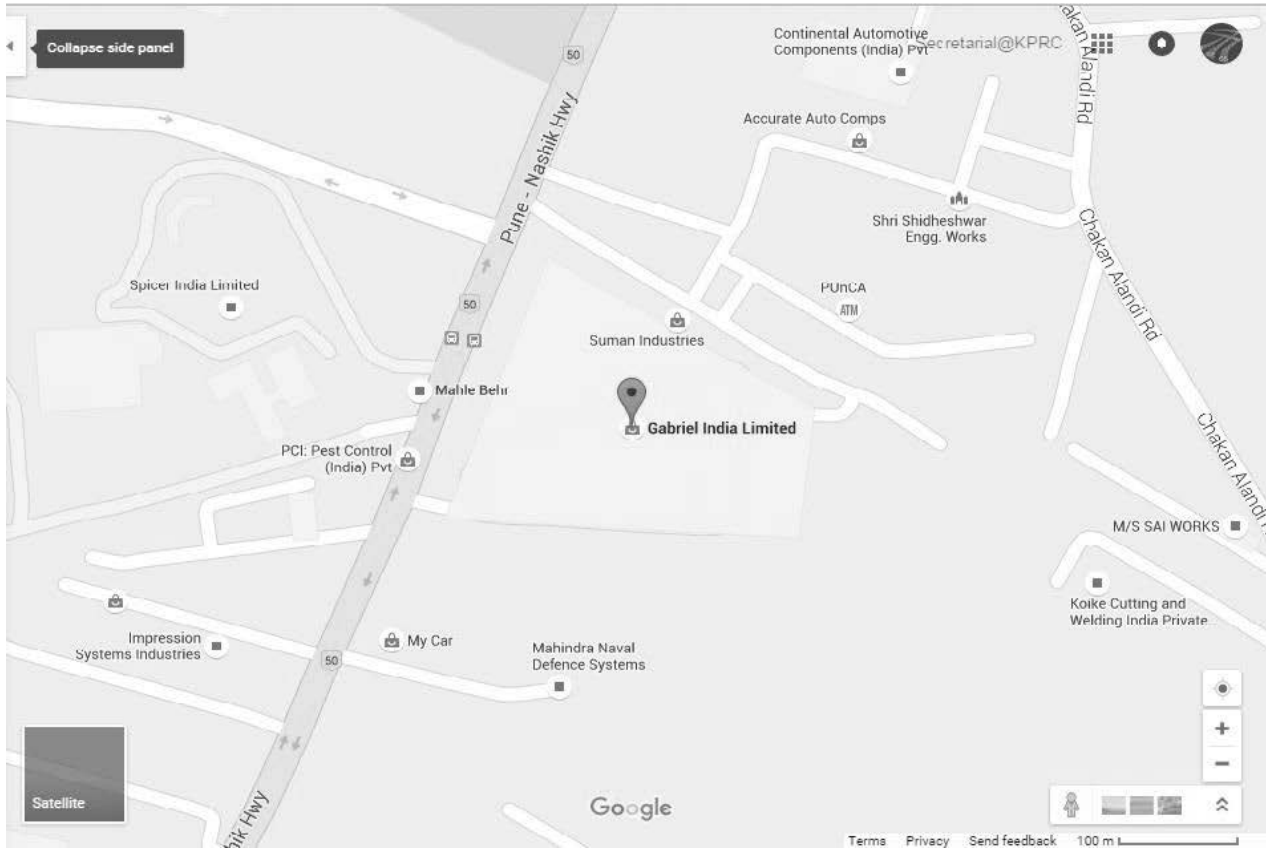 Collapse side panel
50
Continental Automotive
Components (India) Pvt
Secretarial@KPRC
Chakan Alandi Rd
Pune - Nashik Hwy
Accurate Auto Comps
Shri Shidheshwar
Engg. Works
Chakan Alandi Rd
Spicer India Limited
50
PUnCA
ATM
Suman Industries
Mahle Behr
Gabriel India Limited
Chakan Alandi
PCI: Pest Control
(India) Pvt
M/S SAI WORKS
Koike Cutting and
Welding India Private...
Impression
Systems Industries
My Car
50
Mahindra Naval
Defence Systems
Satellite
hik Hwy
Google
Terms Privacy Send feedback 100 m